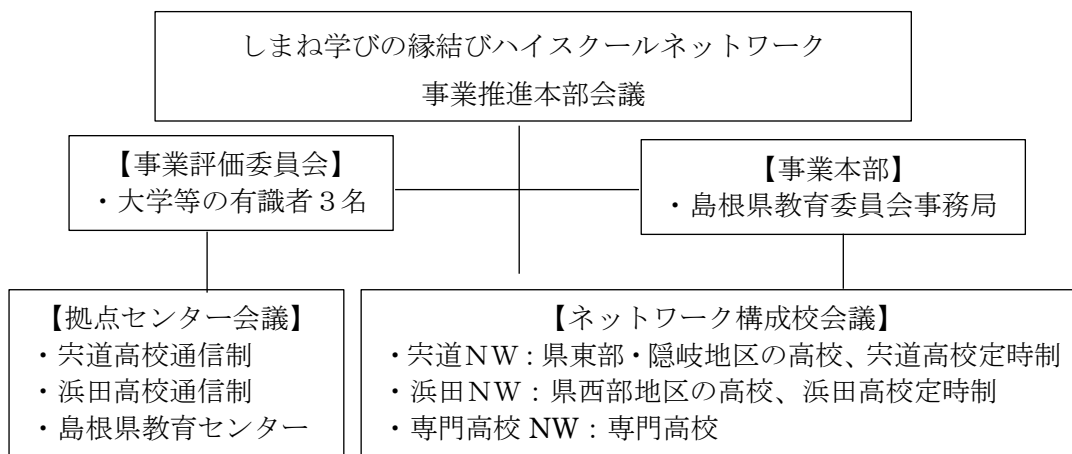 しまね学びの縁結びハイスクールネットワーク
事業推進本部会議
【事業評価委員会】
・大学等の有識者３名
【事業本部】
・島根県教育委員会事務局
【拠点センター会議】
・宍道高校通信制
・浜田高校通信制
・島根県教育センター
【ネットワーク構成校会議】
・宍道ＮＷ：県東部・隠岐地区の高校、宍道高校定時制
・浜田ＮＷ：県西部地区の高校、浜田高校定時制
・専門高校 NW：専門高校